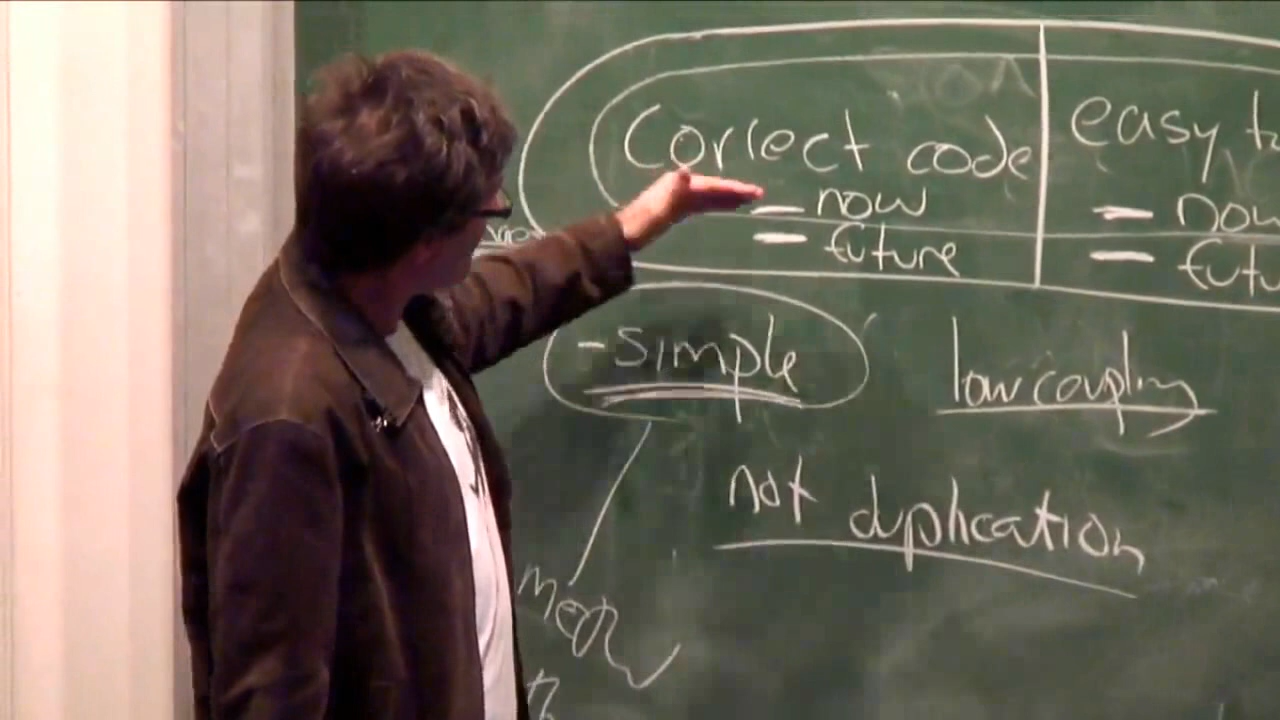 Correct code
- now
- future
easy
- now
- futu
- simple
low coupling
not duplication